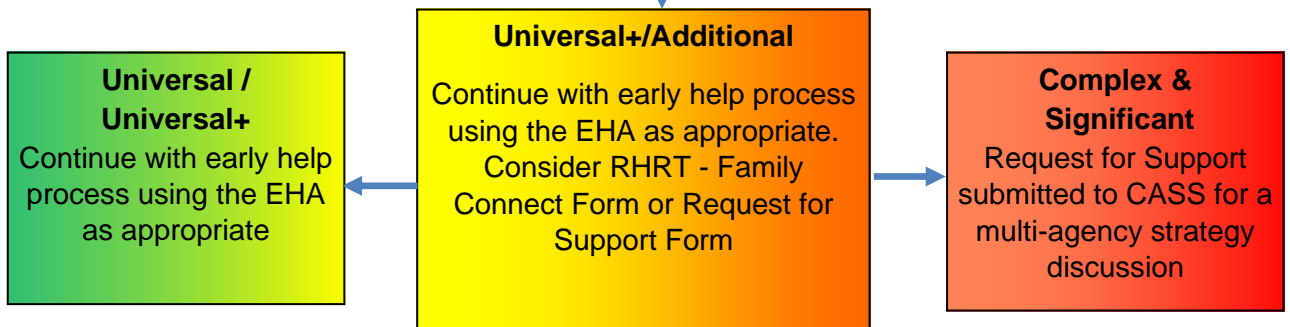 Universal /
Universal+
Continue with early help
process using the EHA
as appropriate
Universal+/Additional
Continue with early help process
using the EHA as appropriate.
Consider RHRT - Family
Connect Form or Request for
Support Form
Complex &
Significant
Request for Support
submitted to CASS for a
multi-agency strategy
discussion